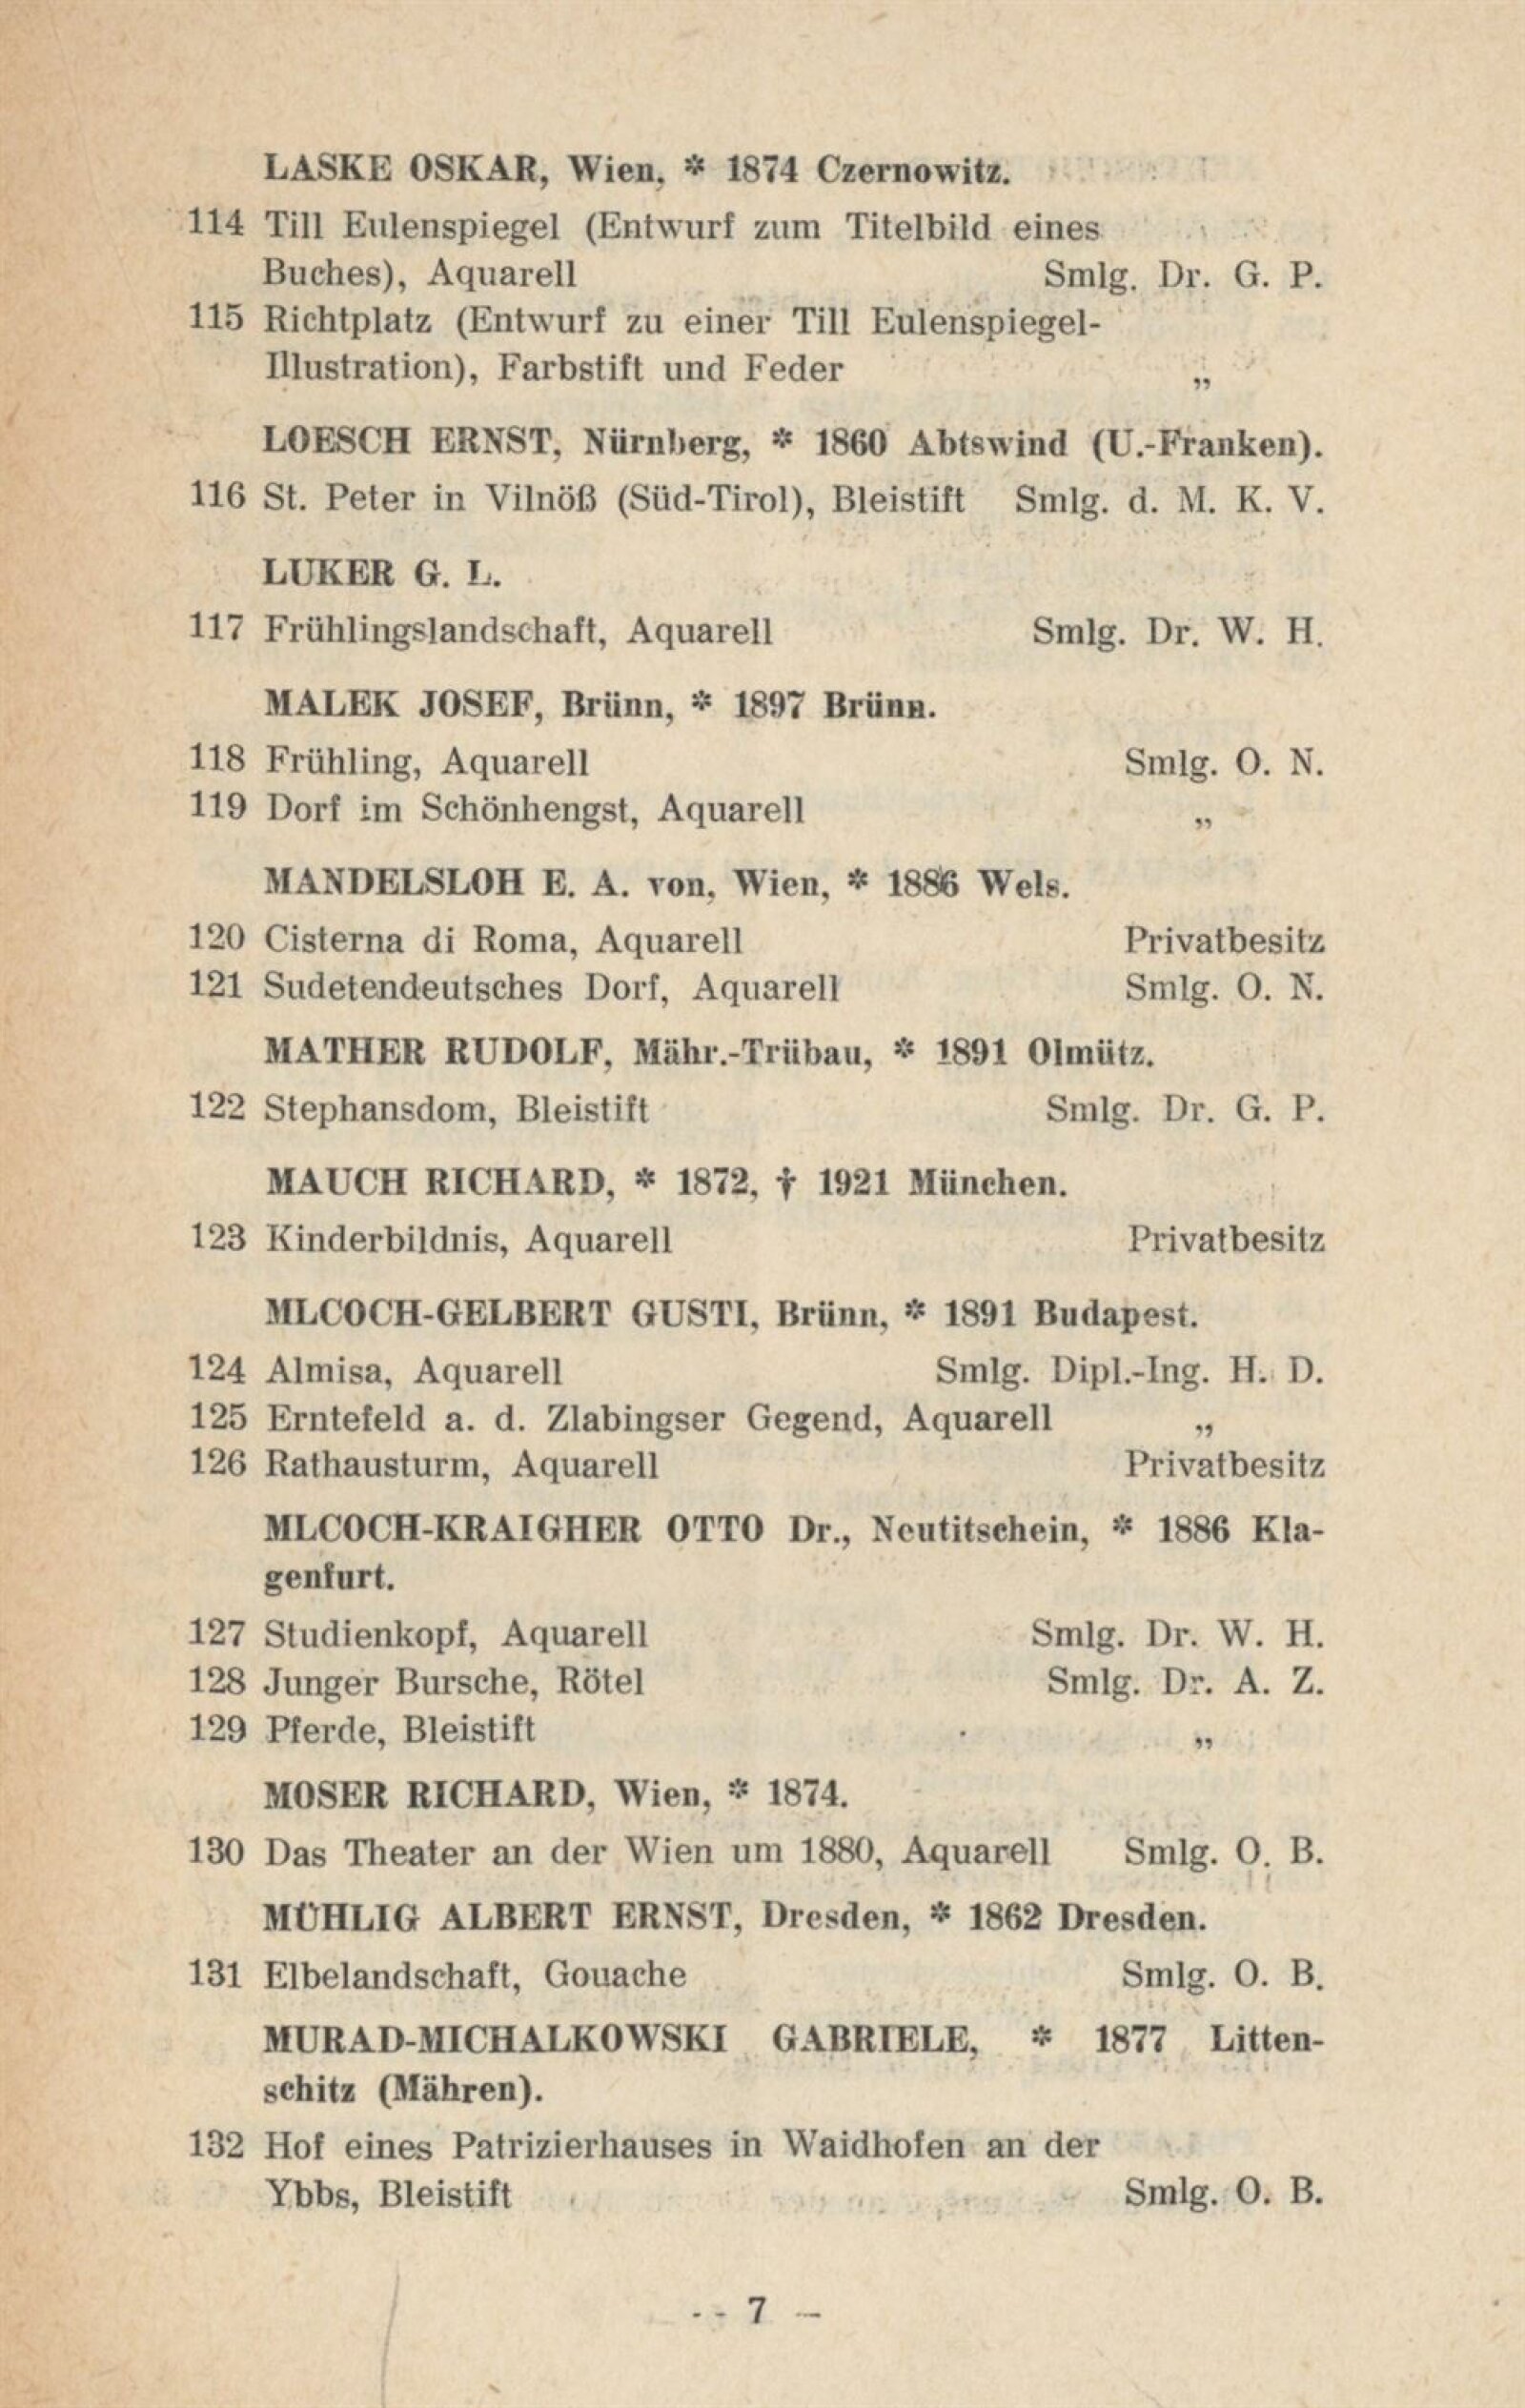 LASKE OSKAR, Wien, * 1874 Czernowitz.
114 Till Eulenspiegel (Entwurf zum Titelbild eines
Buches), Aquarell Smlg. Dr. G. P.
115 Richtplatz (Entwurf zu einer Till Eulenspiegel-
Illustration), Farbstift und Feder „
LOESCH ERNST, Nürnberg, * 1860 Abtswind (U.-Franken).
116 St. Peter in Vilnöß (Süd-Tirol), Bleistift Smlg. d. M. K. V.
LUKER G. L.
117 Frühlingslandschaft, Aquarell Smlg. Dr. W. H.
MALEK JOSEF, Brünn, * 1897 Brünn.
118 Frühling, Aquarell Smlg. O. N.
119 Dorf im Schönhengst, Aquarell „
MANDELSLOH E. A. von, Wien, * 1886 Wels.
120 Cisterna di Roma, Aquarell Privatbesitz
121 Sudetendeutsches Dorf, Aquarell Smlg. O. N.
MATHER RUDOLF, Mähr.-Trübau, * 1891 Olmütz.
122 Stephansdom, Bleistift Smlg. Dr. G. P.
MAUCH RICHARD, * 1872, † 1921 München.
123 Kinderbildnis, Aquarell Privatbesitz
MLCOCH-GELBERT GUSTI, Brünn, * 1891 Budapest.
124 Almisa, Aquarell Smlg. Dipl.-Ing. H. D.
125 Erntefeld a. d. Zlabingser Gegend, Aquarell „
126 Rathausturm, Aquarell Privatbesitz
MLCOCH-KRAIGHER OTTO Dr., Neutitschein, * 1886 Kla-
genfurt.
127 Studienkopf, Aquarell Smlg. Dr. W. H.
128 Junger Bursche, Rötel Smlg. Dr. A. Z.
129 Pferde, Bleistift „
MOSER RICHARD, Wien, * 1874.
130 Das Theater an der Wien um 1880, Aquarell Smlg. O. B.
MÜHLIG ALBERT ERNST, Dresden, * 1862 Dresden.
131 Elbelandschaft, Gouache Smlg. O. B.
MURAD-MICHALKOWSKI GABRIELE, * 1877 Litten-
schitz (Mähren).
132 Hof eines Patrizierhauses in Waidhofen an der
Ybbs, Bleistift Smlg. O. B.
-- 7 —